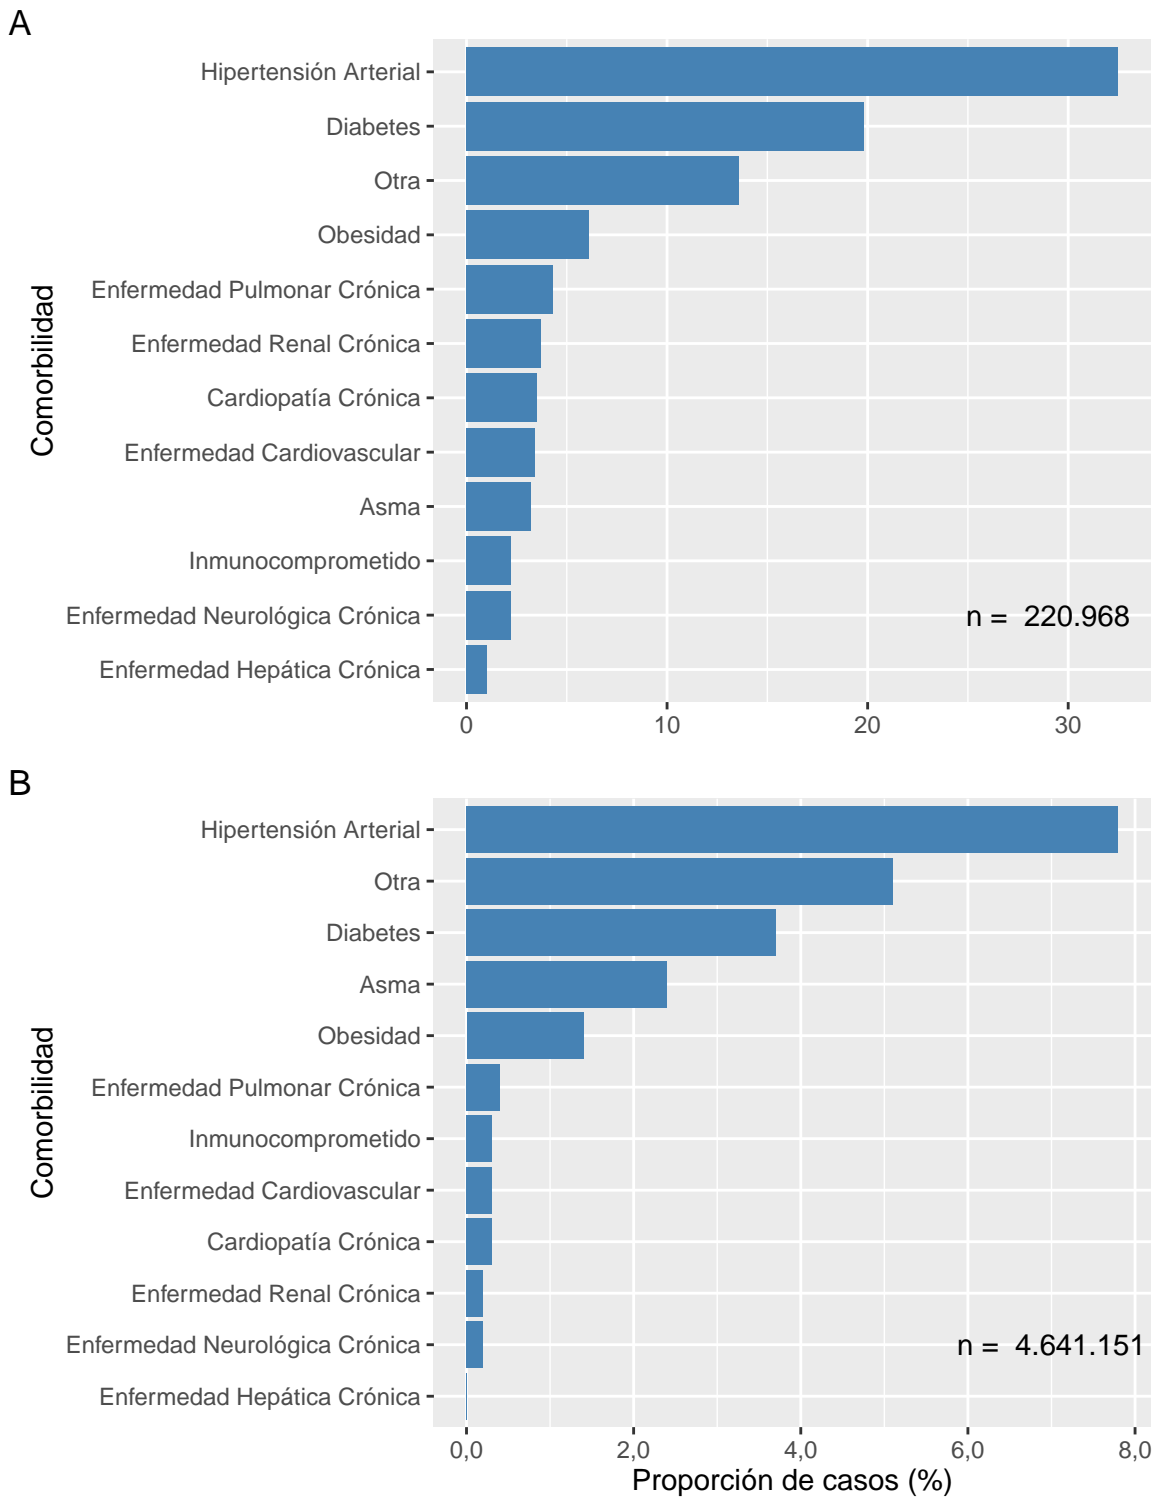 A
Hipertensión Arterial
Diabetes
Otra
Obesidad
Enfermedad Pulmonar Crónica
Enfermedad Renal Crónica
Cardiopatía Crónica
Enfermedad Cardiovascular
Asma
Inmunocomprometido
Enfermedad Neurológica Crónica
Enfermedad Hepática Crónica
Comorbilidad
n = 220.968
0 10 20 30
B
Hipertensión Arterial
Otra
Diabetes
Asma
Obesidad
Enfermedad Pulmonar Crónica
Inmunocomprometido
Enfermedad Cardiovascular
Cardiopatía Crónica
Enfermedad Renal Crónica
Enfermedad Neurológica Crónica
Enfermedad Hepática Crónica
Comorbilidad
n = 4.641.151
0,0 2,0 4,0 6,0 8,0
Proporción de casos (%)